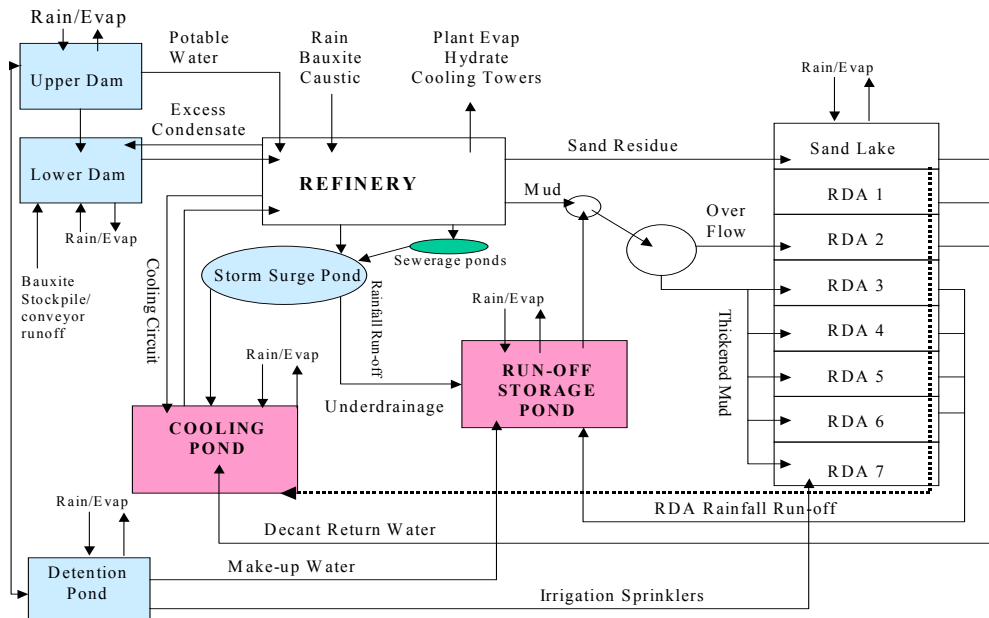 Rain/Evap
Upper Dam
Potable
Water
Rain
Bauxite
Caustic
Plant Evap
Hydrate
Cooling Towers
Rain/Evap
Excess
Condensate
Lower Dam
REFINERY
Sand Residue
Sand Lake
Mud
RDA 1
Over
Flow
RDA 2
Rain/Evap
Sewerage ponds
Storm Surge Pond
RDA 3
Bauxite
Stockpile/
conveyor
runoff
Cooling Circuit
Rainfall Run-off
Rain/Evap
Thickened Mud
RDA 4
Rain/Evap
RUN-OFF
STORAGE
POND
RDA 5
Underdrainage
RDA 6
COOLING
POND
RDA 7
Rain/Evap
RDA Rainfall Run-off
Decant Return Water
Detention
Pond
Make-up Water
Irrigation Sprinklers